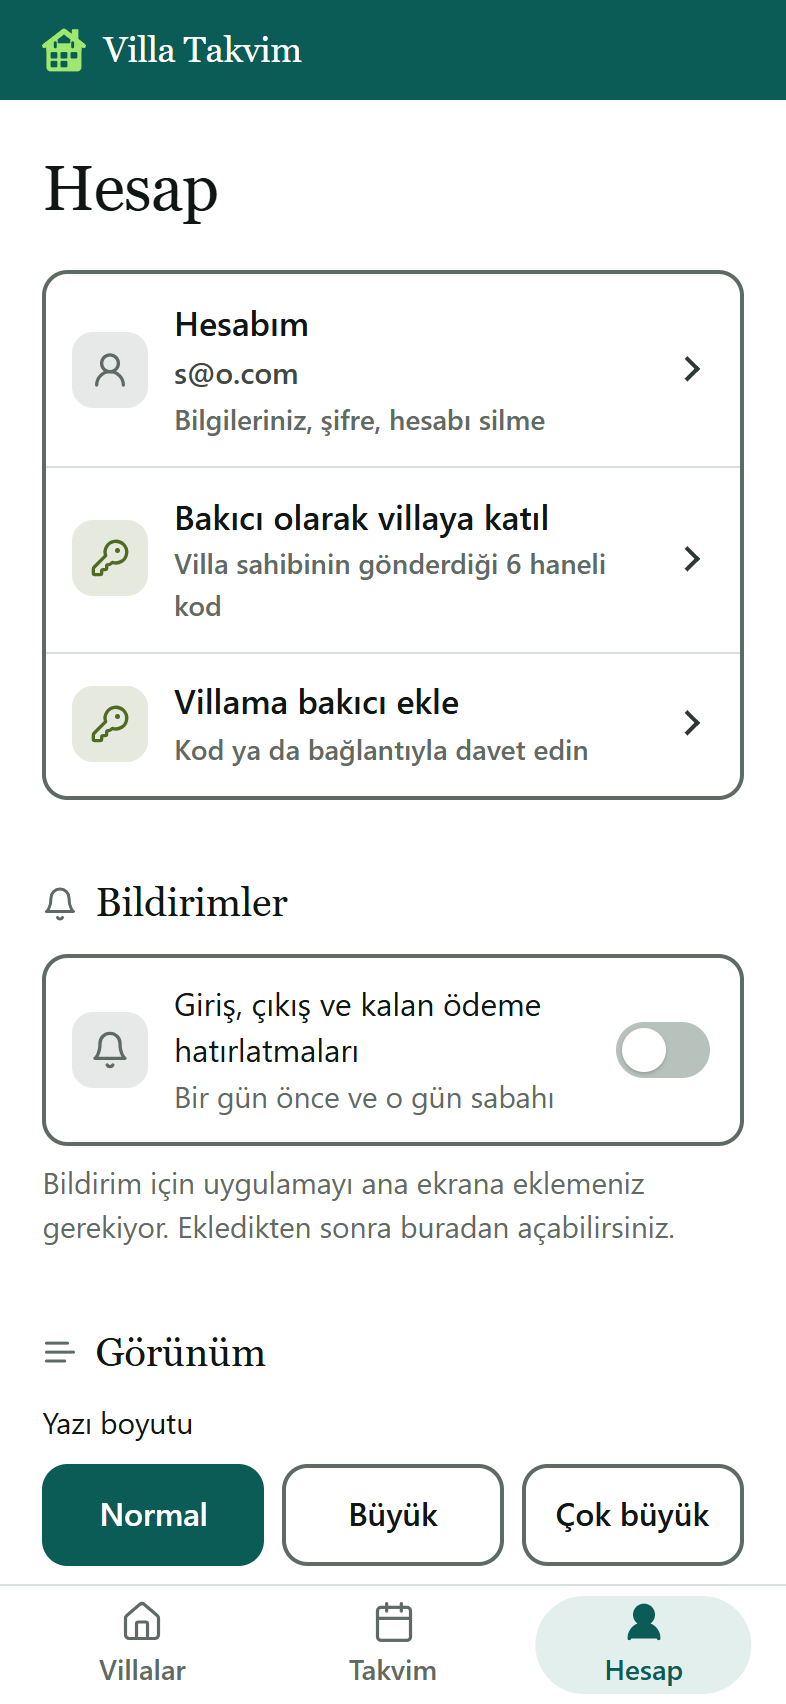 Villa Takvim
Hesap
Hesabım
s@o.com
Bilgileriniz, şifre, hesabı silme
Bakıcı olarak villaya katıl
Villa sahibinin gönderdiği 6 haneli
kod
Villama bakıcı ekle
Kod ya da bağlantıyla davet edin
Bildirimler
Giriş, çıkış ve kalan ödeme
hatırlatmaları
Bir gün önce ve o gün sabahı
Bildirim için uygulamayı ana ekrana eklemeniz
gerekiyor. Ekledikten sonra buradan açabilirsiniz.
Görünüm
Yazı boyutu
Normal
Büyük
Çok büyük
Villalar
Takvim
Hesap